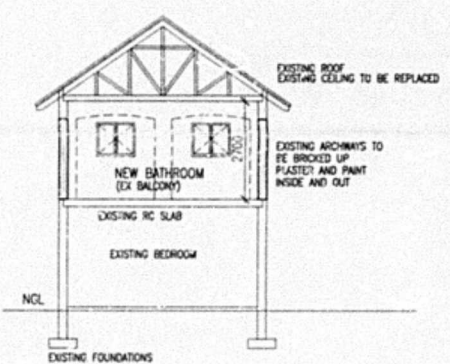 EXISTING ROOF
EXISTING CEILING TO BE REPLACED
2700
EXISTING ARCHWAYS TO
BE BRICKED UP
PLASTER AND PAINT
INSIDE AND OUT
NEW BATHROOM
(EX BALCONY)
EXISTING RC SLAB
EXISTING BEDROOM
NGL
EXISTING FOUNDATIONS